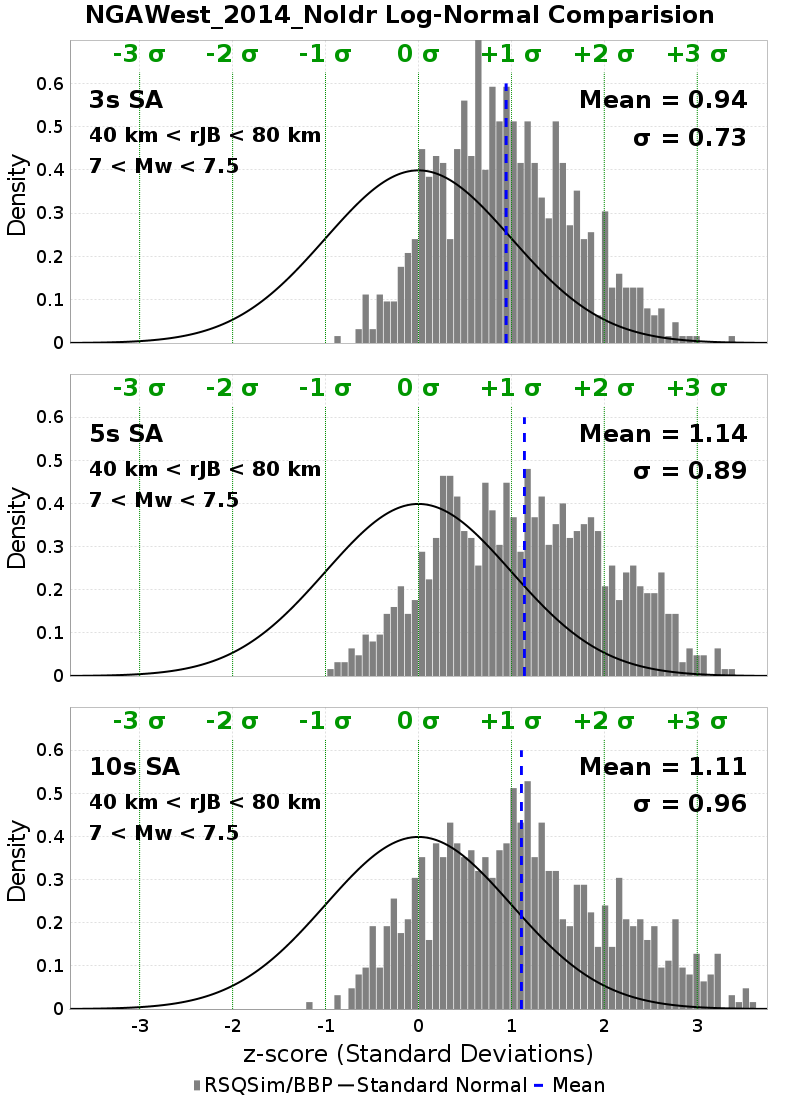 NGAWest_2014_NoIdr Log-Normal Comparision
-3 σ -2 σ -1 σ 0 σ +1 σ +2 σ +3 σ
0.6
0.5
0.4
0.3
0.2
0.1
0
Density
3s SA
40 km < rJB < 80 km
7 < Mw < 7.5
Mean = 0.94
σ = 0.73
-3 σ -2 σ -1 σ 0 σ +1 σ +2 σ +3 σ
0.6
0.5
0.4
0.3
0.2
0.1
0
Density
5s SA
40 km < rJB < 80 km
7 < Mw < 7.5
Mean = 1.14
σ = 0.89
-3 σ -2 σ -1 σ 0 σ +1 σ +2 σ +3 σ
0.6
0.5
0.4
0.3
0.2
0.1
0
Density
10s SA
40 km < rJB < 80 km
7 < Mw < 7.5
Mean = 1.11
σ = 0.96
-3 -2 -1 0 1 2 3
z-score (Standard Deviations)
RSQSim/BBP Standard Normal Mean